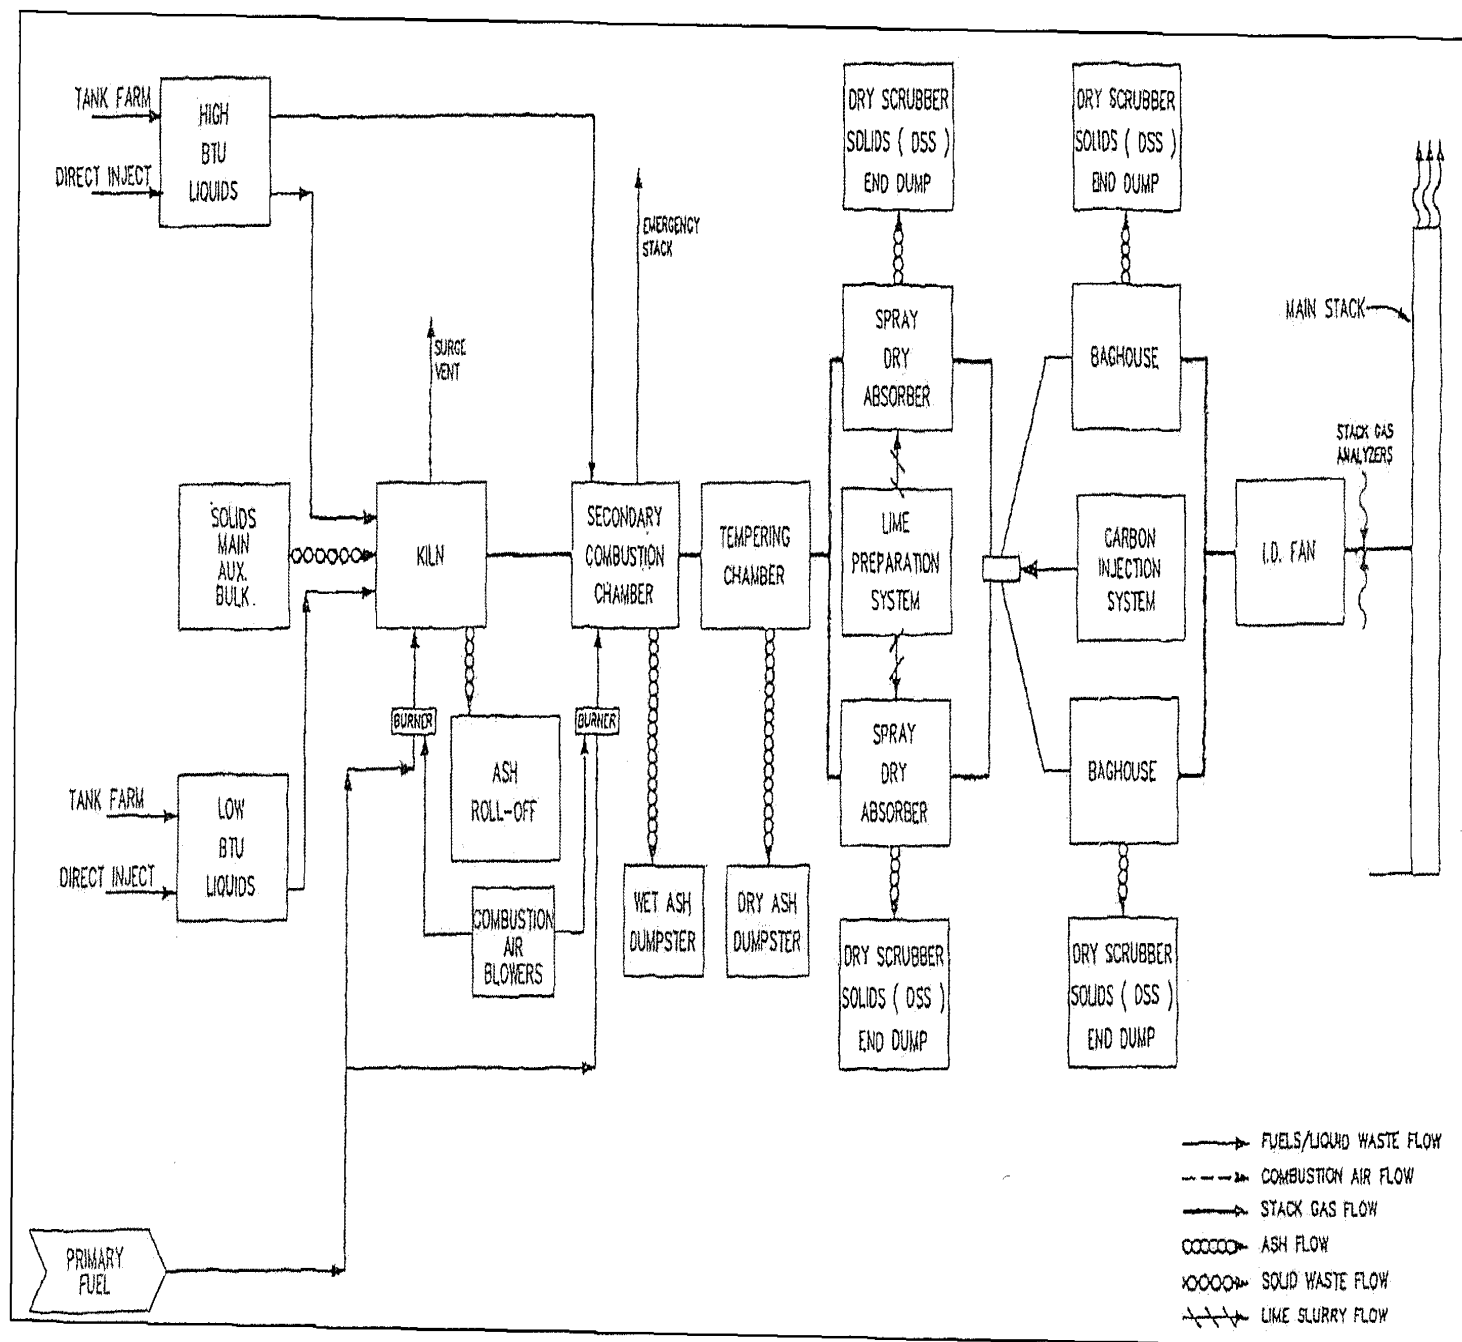 TANK FARM
DIRECT INJECT
HIGH
BTU
LIQUIDS
SURGE
VENT
EMERGENCY
STACK
SOLIDS
MAIN
AUX.
BULK.
KILN
SECONDARY
COMBUSTION
CHAMBER
TEMPERING
CHAMBER
DRY SCRUBBER
SOLIDS ( DSS )
END DUMP
SPRAY
DRY
ABSORBER
LIME
PREPARATION
SYSTEM
SPRAY
DRY
ABSORBER
DRY SCRUBBER
SOLIDS ( DSS )
END DUMP
DRY SCRUBBER
SOLIDS ( DSS )
END DUMP
BAGHOUSE
CARBON
INJECTION
SYSTEM
BAGHOUSE
DRY SCRUBBER
SOLIDS ( DSS )
END DUMP
I.D. FAN
MAIN STACK
STACK GAS
ANALYZERS
BURNER
BURNER
ASH
ROLL-OFF
TANK FARM
DIRECT INJECT
LOW
BTU
LIQUIDS
COMBUSTION
AIR
BLOWERS
WET ASH
DUMPSTER
DRY ASH
DUMPSTER
PRIMARY
FUEL
FUELS/LIQUID WASTE FLOW
COMBUSTION AIR FLOW
STACK GAS FLOW
ASH FLOW
SOLID WASTE FLOW
LIME SLURRY FLOW